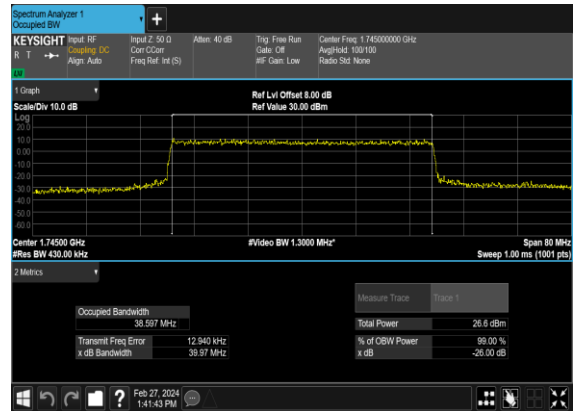 Spectrum Analyzer 1
Occupied BW
+
KEYSIGHT
R T
LW
Input: RF
Coupling: DC
Align: Auto
Input Z: 50 Ω
Corr CCorr
Freq Ref: Int (S)
Atten: 40 dB
Trig: Free Run
Gate: Off
#IF Gain: Low
Center Freq: 1.745000000 GHz
Avg|Hold: 100/100
Radio Std: None
1 Graph
Scale/Div 10.0 dB
Ref Lvl Offset 8.00 dB
Ref Value 30.00 dBm
Log
20.0
10.0
0.00
-10.0
-20.0
-30.0
-40.0
-50.0
-60.0
Center 1.74500 GHz
#Res BW 430.00 kHz
#Video BW 1.3000 MHz*
Span 80 MHz
Sweep 1.00 ms (1001 pts)
2 Metrics
Measure Trace
Trace 1
Occupied Bandwidth
38.597 MHz
Total Power
26.6 dBm
Transmit Freq Error
12.940 kHz
% of OBW Power
99.00 %
x dB Bandwidth
39.97 MHz
x dB
-26.00 dB
?
Feb 27, 2024
1:41:43 PM